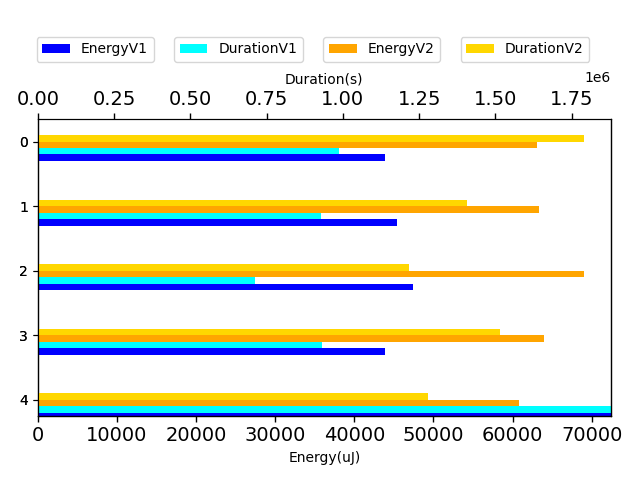 EnergyV1 DurationV1 EnergyV2 DurationV2
Duration(s)
1e6
0.00 0.25 0.50 0.75 1.00 1.25 1.50 1.75
0
1
2
3
4
0 10000 20000 30000 40000 50000 60000 70000
Energy(uJ)